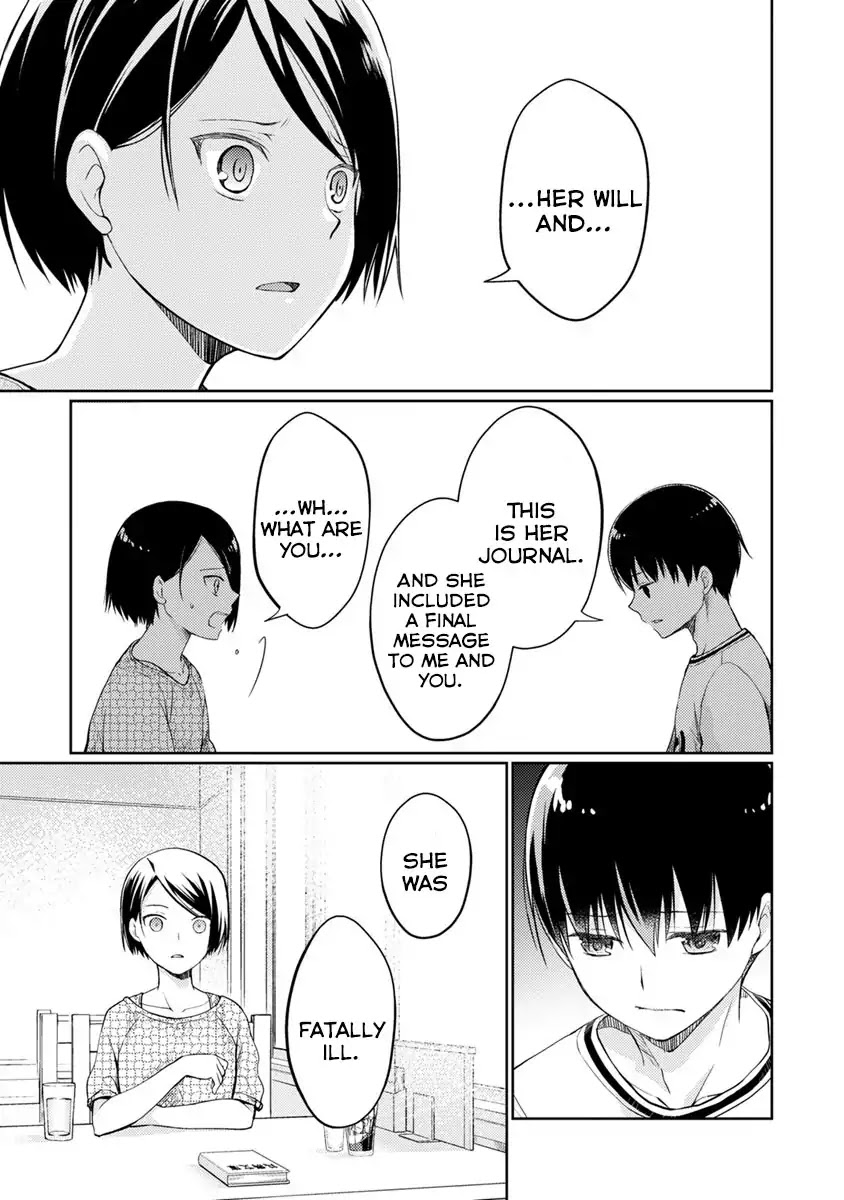 ...HER WILL
AND...
THIS
IS HER
JOURNAL.
AND SHE
INCLUDED
A FINAL
MESSAGE
TO ME AND
YOU.
...WH...
WHAT ARE
YOU...
SHE
WAS
FATALLY
ILL.